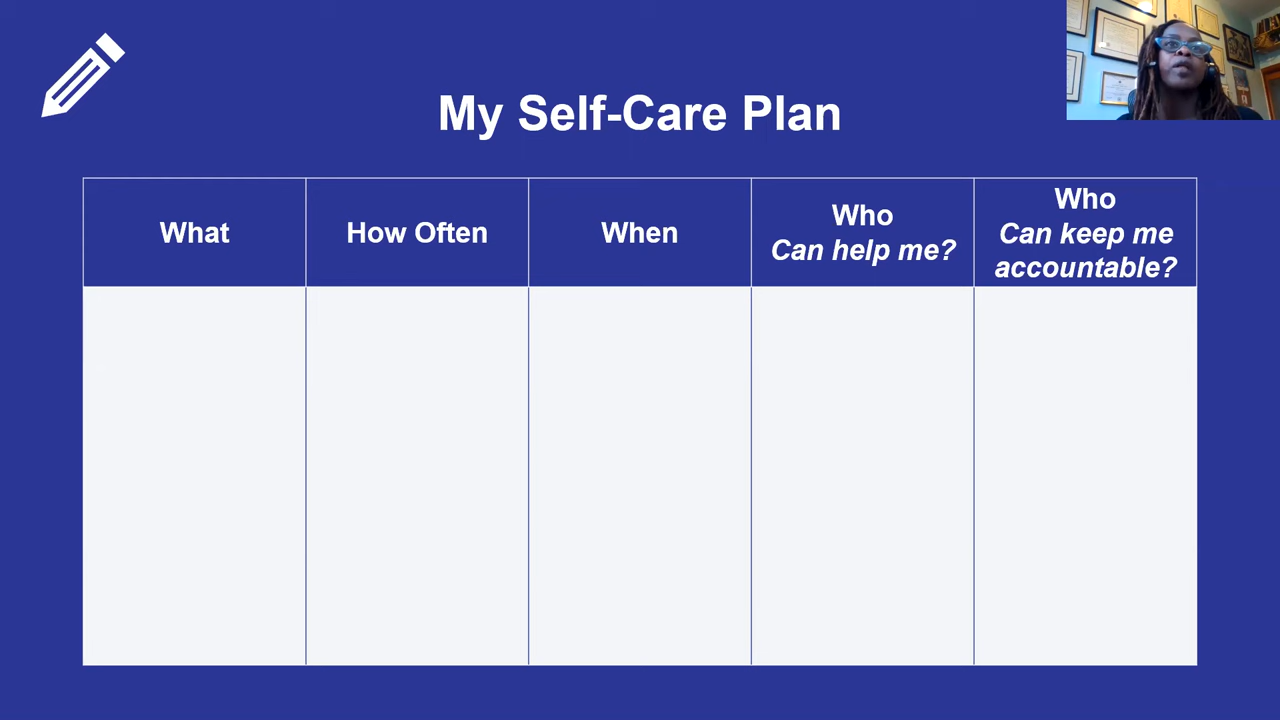 My Self-Care Plan
What
How Often
When
Who
Can help me?
Who
Can keep me
accountable?